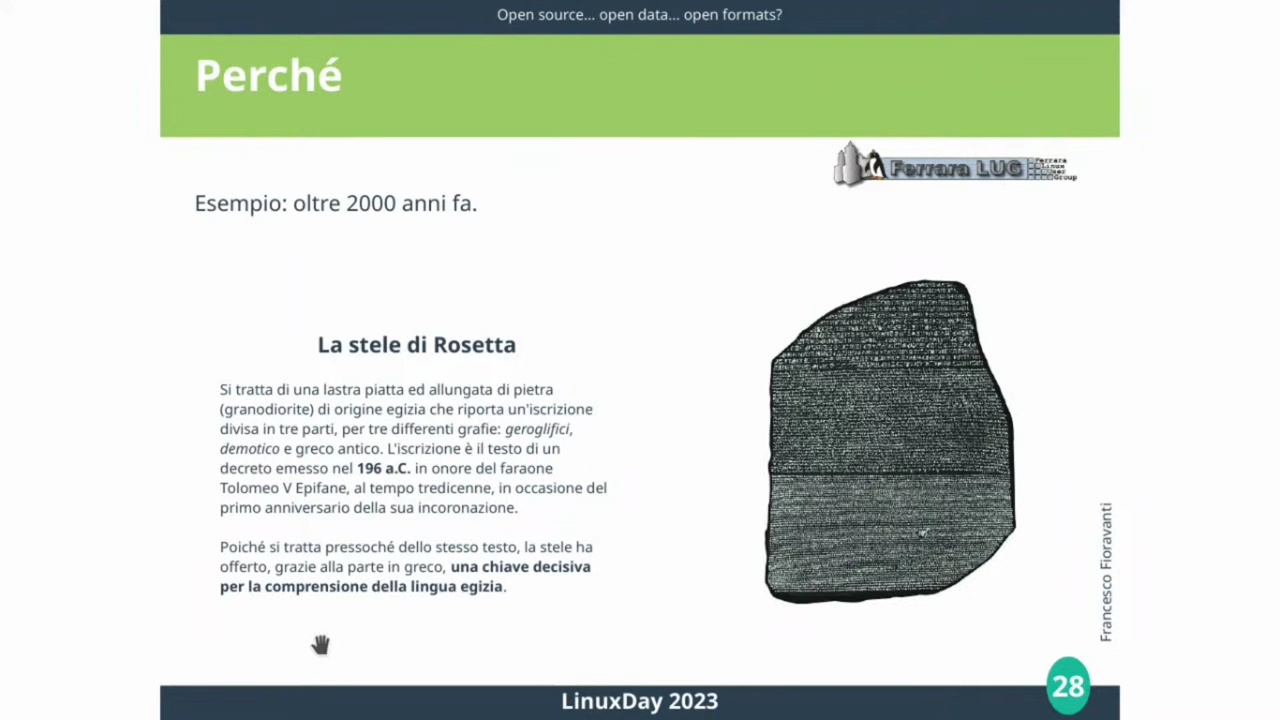 Open source... open data... open formats?
Perché
Ferrara LUG
Ferrara
Linux
User
Group
Esempio: oltre 2000 anni fa.
La stele di Rosetta
Si tratta di una lastra piatta ed allungata di pietra
(granodiorite) di origine egizia che riporta un'iscrizione
divisa in tre parti, per tre differenti grafie: geroglifici,
demotico e greco antico. L'iscrizione è il testo di un
decreto emesso nel 196 a.C. in onore del faraone
Tolomeo V Epifane, al tempo tredicenne, in occasione del
primo anniversario della sua incoronazione.
Poiché si tratta pressoché dello stesso testo, la stele ha
offerto, grazie alla parte in greco, una chiave decisiva
per la comprensione della lingua egizia.
Francesco Fioravanti
LinuxDay 2023
28